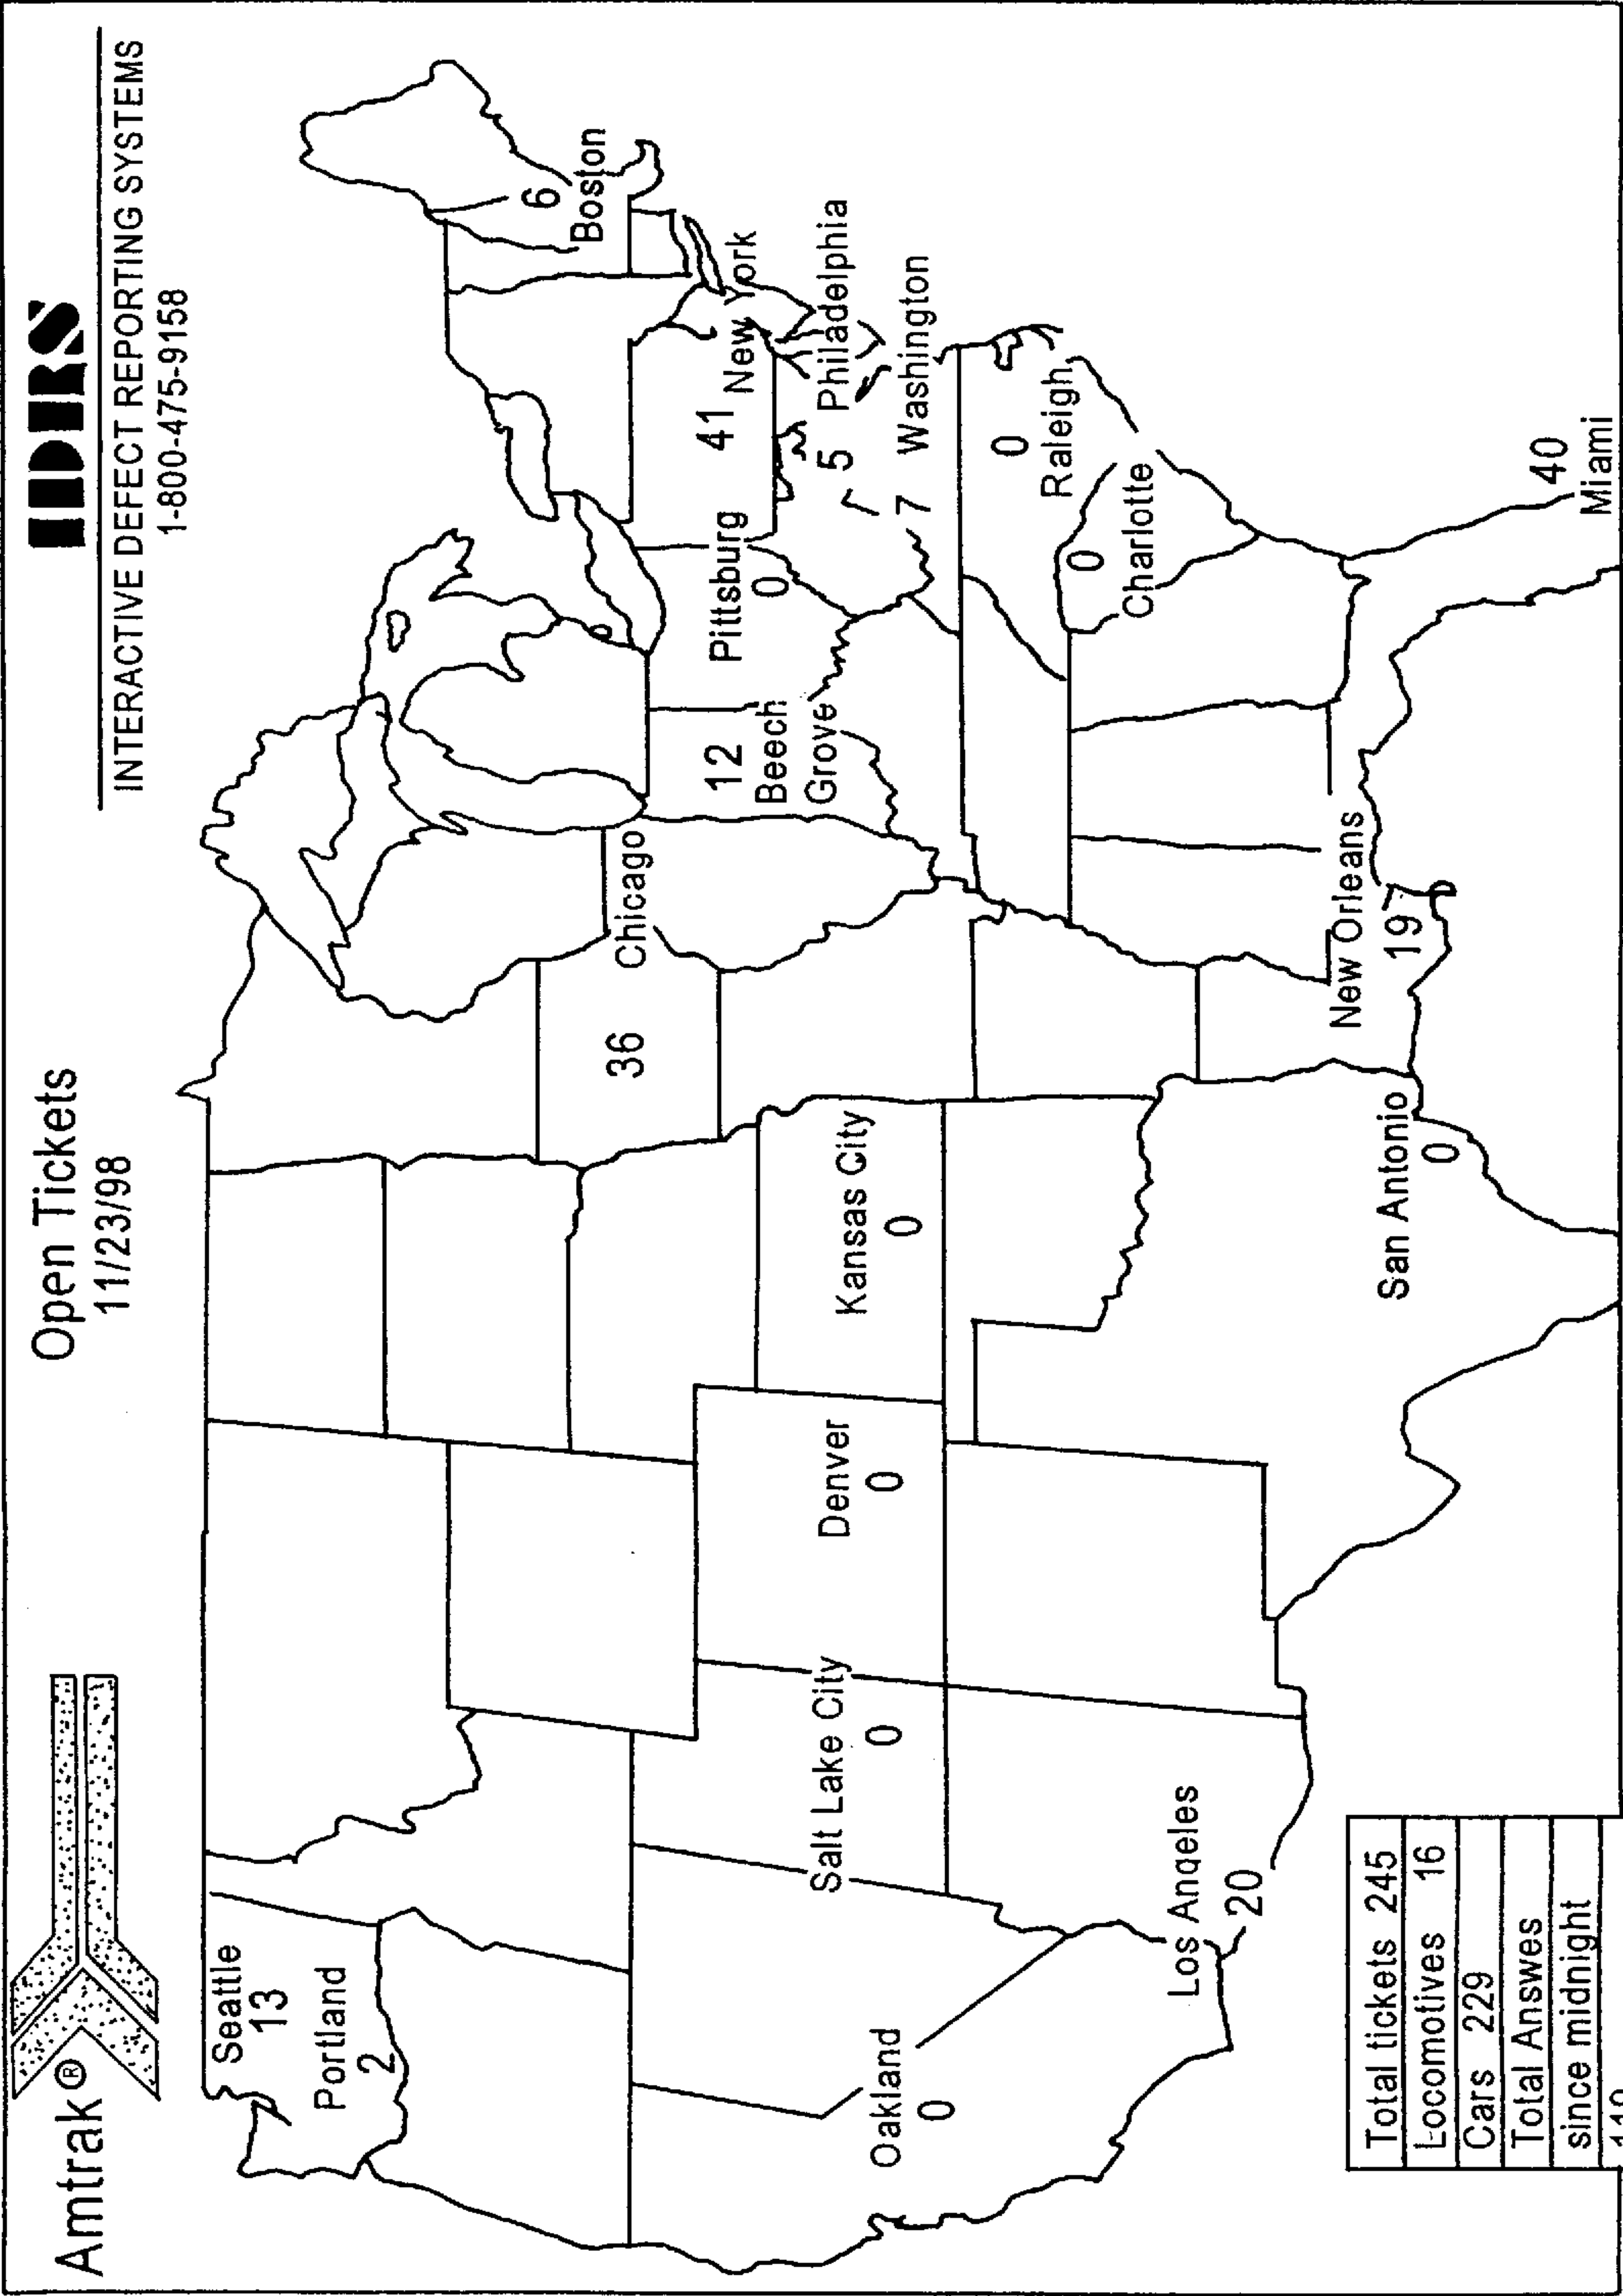 Amtrak®
Open Tickets
11/23/98
IDRS
INTERACTIVE DEFECT REPORTING SYSTEMS
1-800-475-9158
Seattle
13
Portland
2
Oakland
0
Los Angeles
20
Salt Lake City
0
Denver
0
Kansas City
0
San Antonio
0
36
Chicago
New Orleans
19
12
Beech
Grove
Pittsburg
0
41
New York
6
Boston
5
Philadelphia
7
Washington
0
Raleigh
0
Charlotte
40
Miami
Total tickets 245
Locomotives 16
Cars 229
Total Answes
since midnight